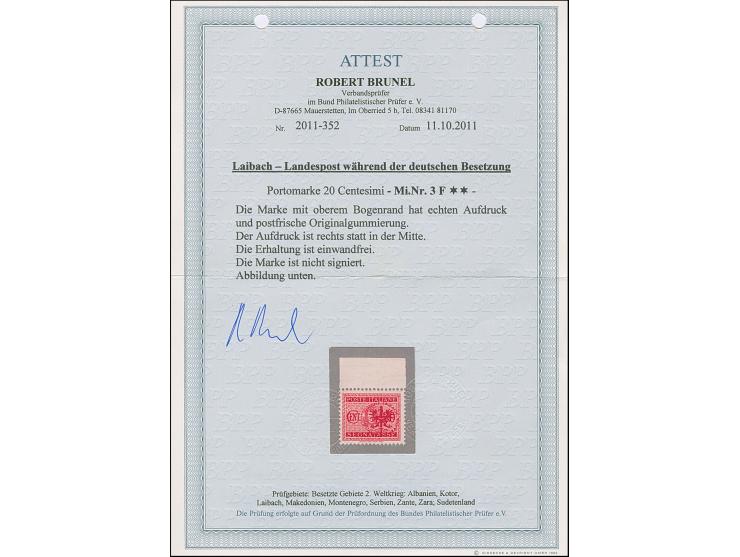 ATTEST
ROBERT BRUNEL
Verbandsprüfer
im Bund Philatelistischer Prüfer e. V.
D-87665 Mauerstetten, Im Oberried 5 b, Tel. 08341 81170
Nr. 2011-352 Datum 11.10.2011
Laibach – Landespost während der deutschen Besetzung
Portomarke 20 Centesimi - Mi.Nr. 3 F ✶✶ -
Die Marke mit oberem Bogenrand hat echten Aufdruck
und postfrische Originalgummierung.
Der Aufdruck ist rechts statt in der Mitte.
Die Erhaltung ist einwandfrei.
Die Marke ist nicht signiert.
Abbildung unten.
POSTE ITALIANE
SEGNATASSE
Prüfgebiete: Besetzte Gebiete 2. Weltkrieg: Albanien, Kotor,
Laibach, Makedonien, Montenegro, Serbien, Zante, Zara; Sudetenland
Die Prüfung erfolgte auf Grund der Prüfordnung des Bundes Philatelistischer Prüfer e.V.